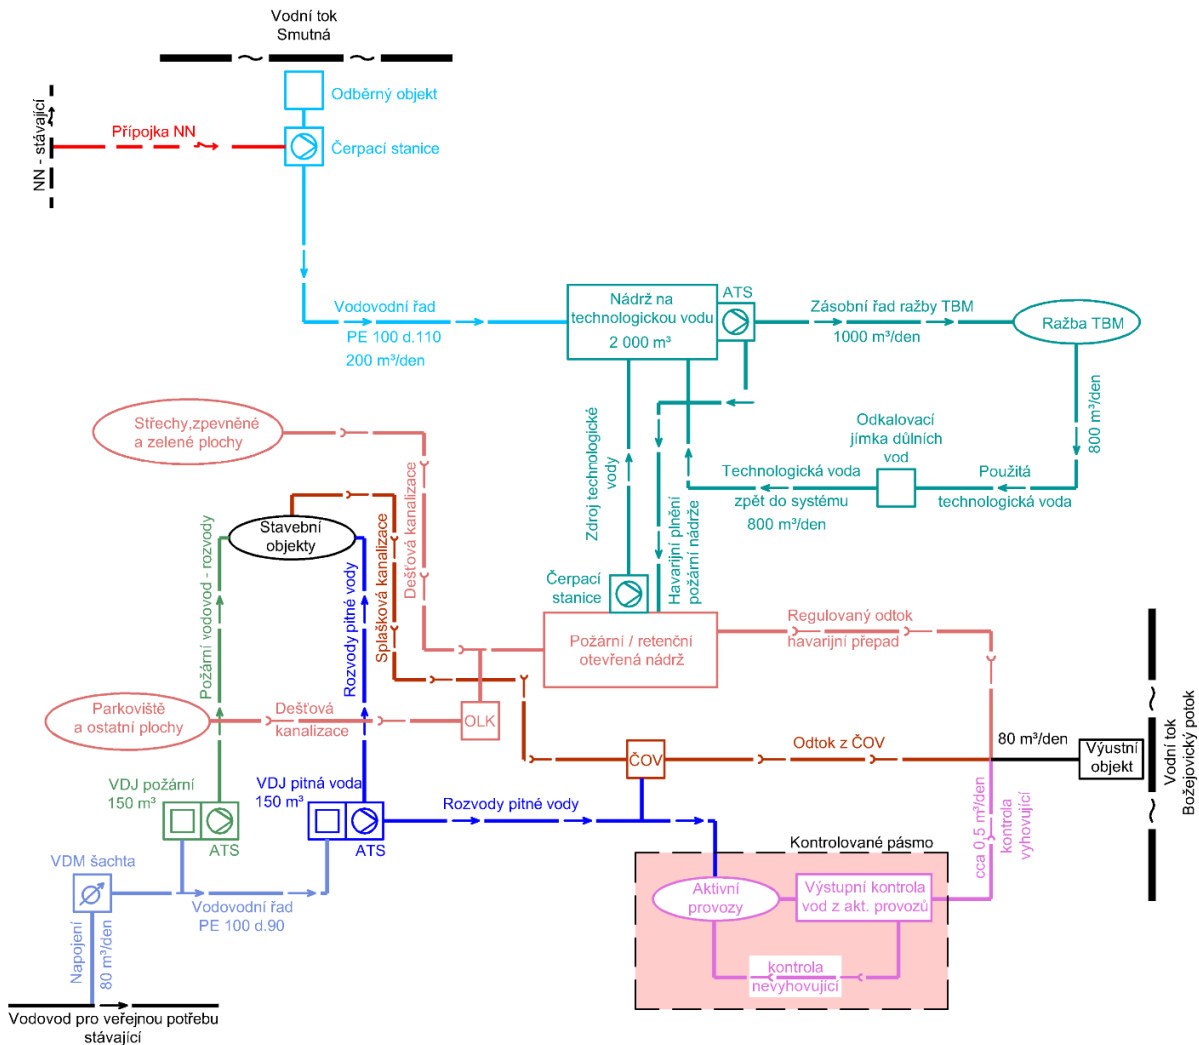 Vodní tok
Smutná
Odběrný objekt
NN - stávající
Přípojka NN
Čerpací stanice
Vodovodní řad
PE 100 d.110
200 m³/den
Nádrž na
technologickou vodu
2 000 m³
ATS
Zásobní řad ražby TBM
1000 m³/den
Ražba TBM
800 m³/den
Střechy,zpevněné
a zelené plochy
Dešťová kanalizace
Zdroj technologické
vody
Havarijní plnění
požární nádrže
Technologická voda
zpět do systému
800 m³/den
Odkalovací
jímka důlních
vod
Použitá
technologická voda
Stavební
objekty
Požární vodovod - rozvody
Rozvody pitné vody
Splašková kanalizace
Čerpací
stanice
Požární / retenční
otevřená nádrž
Regulovaný odtok
havarijní přepad
Parkoviště
a ostatní plochy
Dešťová
kanalizace
OLK
ČOV
Odtok z ČOV
80 m³/den
Výustní
objekt
Vodní tok
Božejovický potok
VDJ požární
150 m³
ATS
VDJ pitná voda
150 m³
ATS
Rozvody pitné vody
cca 0,5 m³/den
kontrola
vyhovující
Kontrolované pásmo
VDM šachta
Vodovodní řad
PE 100 d.90
Aktivní
provozy
Výstupní kontrola
vod z akt. provozů
kontrola
nevyhovující
Napojení
80 m³/den
Vodovod pro veřejnou potřebu
stávající